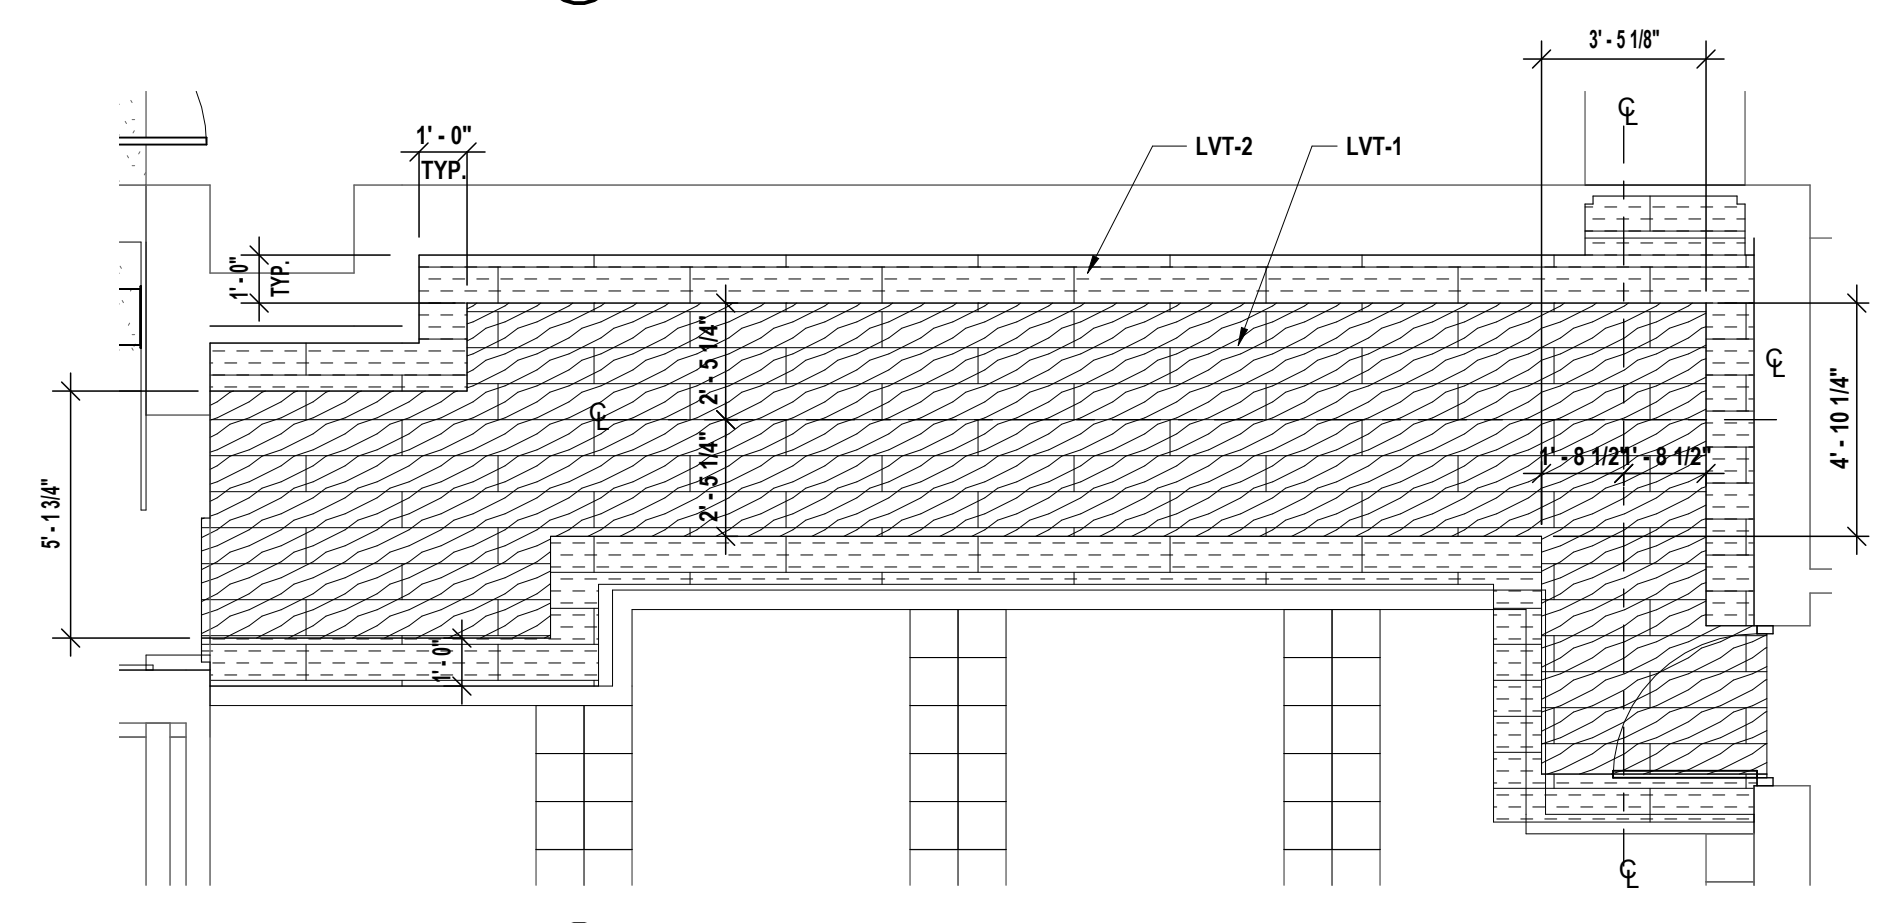 3' - 5 1/8"
℄
1' - 0"
TYP.
LVT-2
LVT-1
1' - 0"
TYP.
2' - 5 1/4"
℄
℄
4' - 10 1/4"
1' - 8 1/2"
1' - 8 1/2"
2' - 5 1/4"
5' - 1 3/4"
1' - 0"
℄